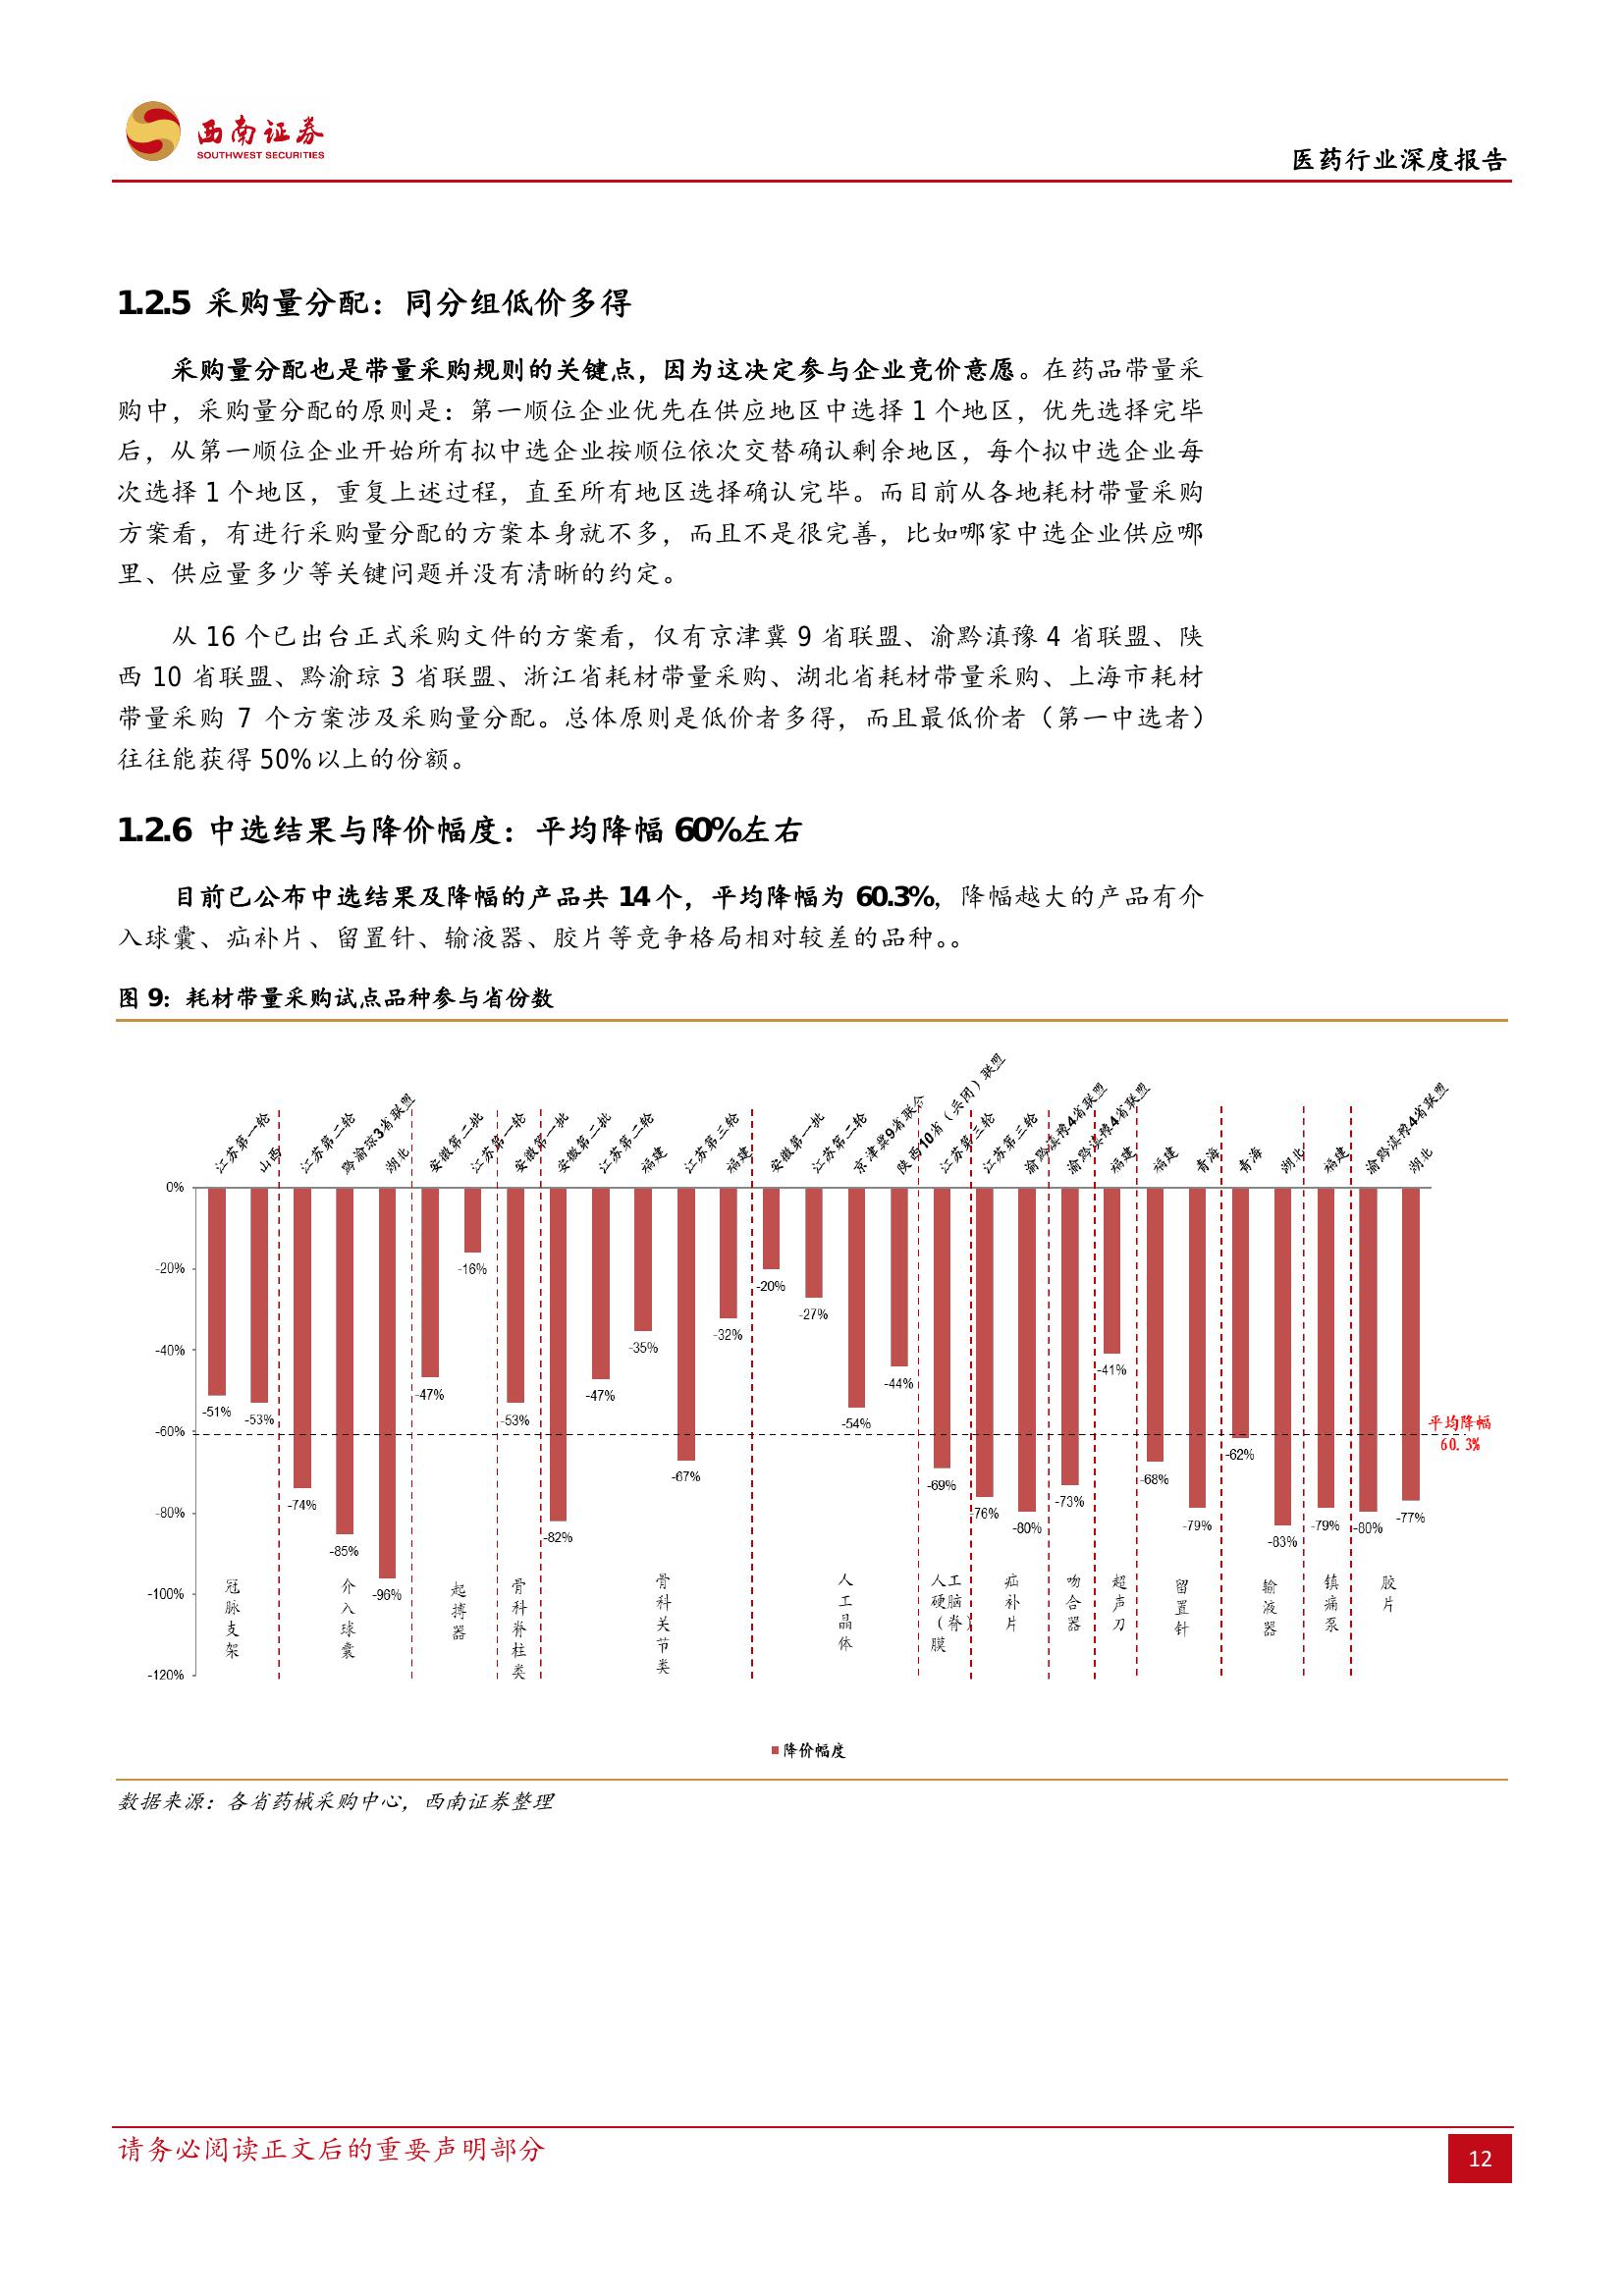 西南证券
SOUTHWEST SECURITIES
医药行业深度报告
1.2.5 采购量分配：同分组低价多得
采购量分配也是带量采购规则的关键点，因为这决定参与企业竞价意愿。在药品带量采
购中，采购量分配的原则是：第一顺位企业优先在供应地区中选择 1 个地区，优先选择完毕
后，从第一顺位企业开始所有拟中选企业按顺位依次交替确认剩余地区，每个拟中选企业每
次选择 1 个地区，重复上述过程，直至所有地区选择确认完毕。而目前从各地耗材带量采购
方案看，有进行采购量分配的方案本身就不多，而且不是很完善，比如哪家中选企业供应哪
里、供应量多少等关键问题并没有清晰的约定。
从 16 个已出台正式采购文件的方案看，仅有京津冀 9 省联盟、渝黔滇豫 4 省联盟、陕
西 10 省联盟、黔渝琼 3 省联盟、浙江省耗材带量采购、湖北省耗材带量采购、上海市耗材
带量采购 7 个方案涉及采购量分配。总体原则是低价者多得，而且最低价者（第一中选者）
往往能获得 50%以上的份额。
1.2.6 中选结果与降价幅度：平均降幅 60%左右
目前已公布中选结果及降幅的产品共 14 个，平均降幅为 60.3%，降幅越大的产品有介
入球囊、疝补片、留置针、输液器、胶片等竞争格局相对较差的品种。。
图 9：耗材带量采购试点品种参与省份数
江苏第一轮
山西
江苏第二轮
黔渝琼3省联盟
湖北
安徽第二批
江苏第一轮
安徽第一批
安徽第二批
江苏第二轮
福建
江苏第三轮
福建
安徽第一批
江苏第二轮
京津冀9省联合
陕西10省（兵团）联盟
江苏第三轮
江苏第三轮
渝黔滇豫4省联盟
渝黔滇豫4省联盟
福建
福建
青海
青海
湖北
福建
渝黔滇豫4省联盟
湖北
0%
-20%
-40%
-60%
-80%
-100%
-120%
-51%
-53%
-74%
-85%
-96%
-47%
-16%
-53%
-82%
-47%
-35%
-67%
-32%
-20%
-27%
-54%
-44%
-69%
-76%
-80%
-73%
-41%
-68%
-79%
-62%
-83%
-79%
-80%
-77%
平均降幅
60.3%
冠脉支架
介入球囊
起搏器
骨科脊柱类
骨科关节类
人工晶体
人工硬脑（脊）膜
疝补片
吻合器
超声刀
留置针
输液器
镇痛泵
胶片
降价幅度
数据来源：各省药械采购中心，西南证券整理
请务必阅读正文后的重要声明部分
12